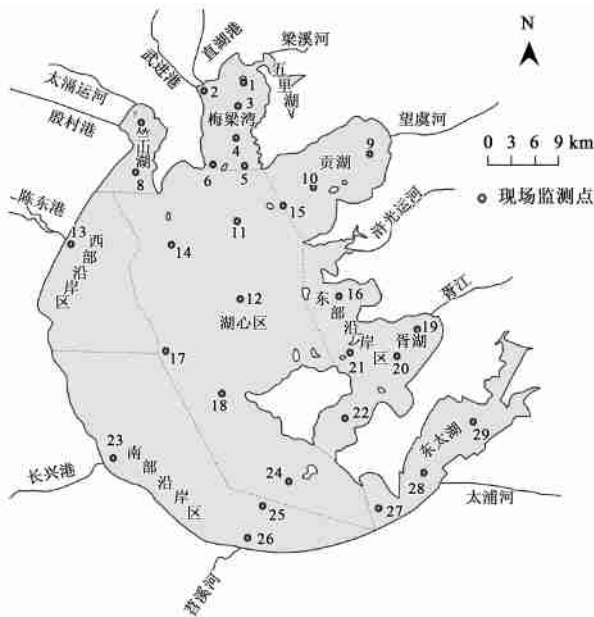 N
0 3 6 9 km
现场监测点
直湖港
武进港
梁溪河
五里湖
太滆运河
殷村港
梅梁湾
望虞河
竺山湖
贡湖
陈东港
浒光运河
西部沿岸区
湖心区
东部沿岸区
胥江
胥湖
东太湖
太浦河
长兴港
南部沿岸区
苕溪河
1
2
3
4
5
6
8
9
10
11
12
13
14
15
16
17
18
19
20
21
22
23
24
25
26
27
28
29